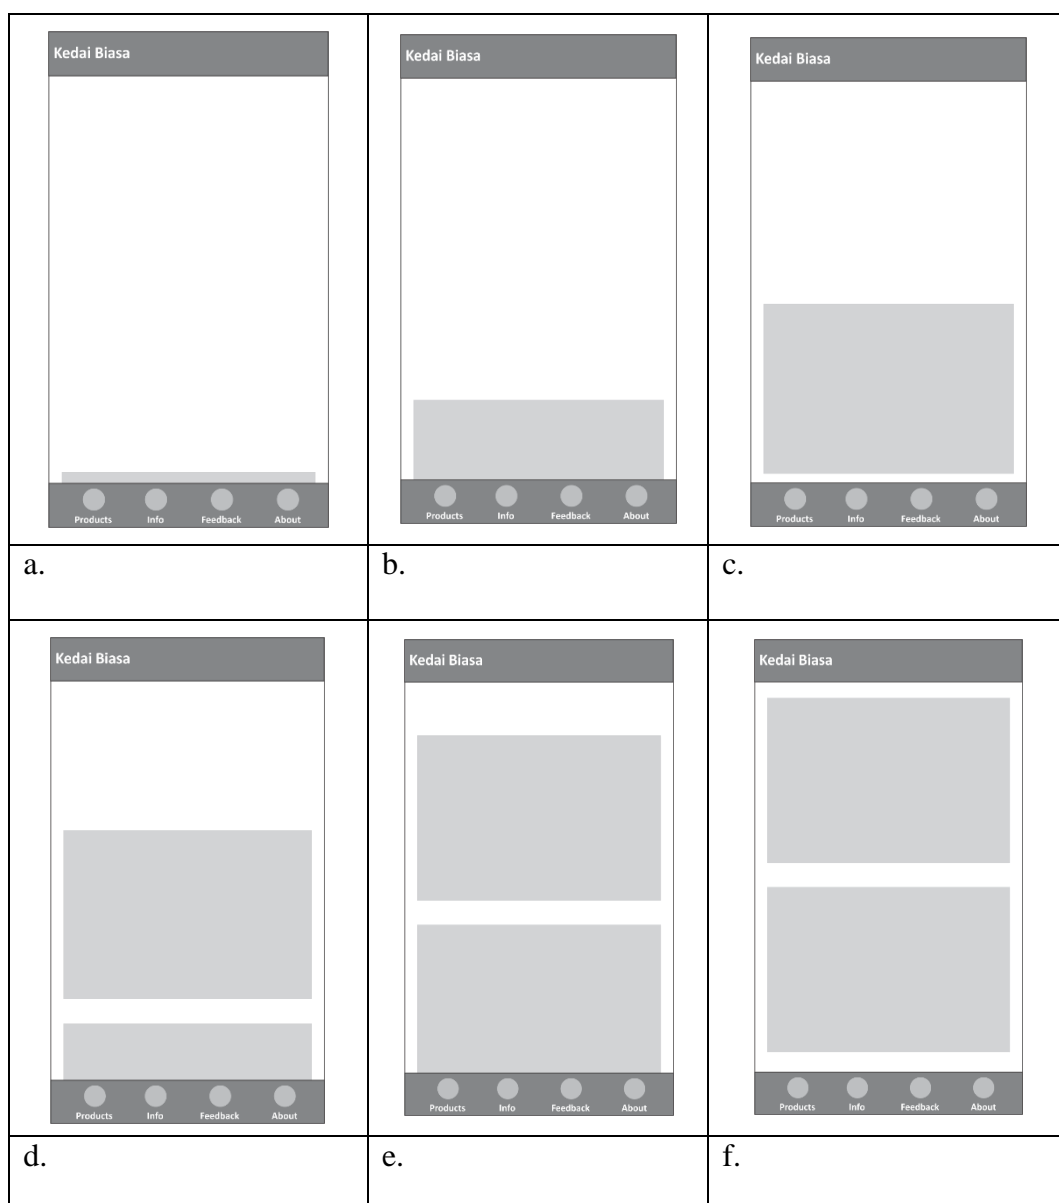 Kedai Biasa
Kedai Biasa
Kedai Biasa
Products Info Feedback About
Products Info Feedback About
Products Info Feedback About
a.
b.
c.
Kedai Biasa
Kedai Biasa
Kedai Biasa
Products Info Feedback About
Products Info Feedback About
Products Info Feedback About
d.
e.
f.